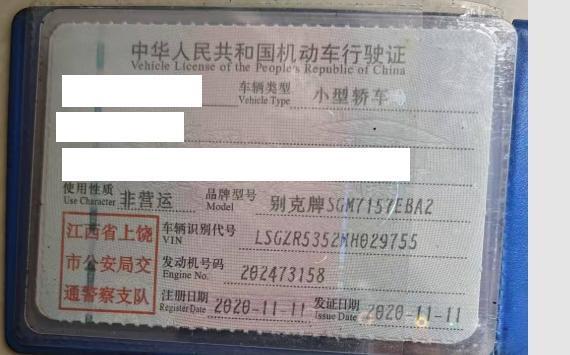 中华人民共和国机动车行驶证
Vehicle License of the People's Republic of China
车辆类型 小型轿车
Vehicle Type
使用性质 非营运 品牌型号 别克牌SGM7157EBA2
Use Character Model
江西省上饶 车辆识别代号 LSGZR5352MH029755
VIN
市公安局交 发动机号码 202473158
Engine No.
通警察支队 注册日期 2020-11-11 发证日期 2020-11-11
Register Date Issue Date